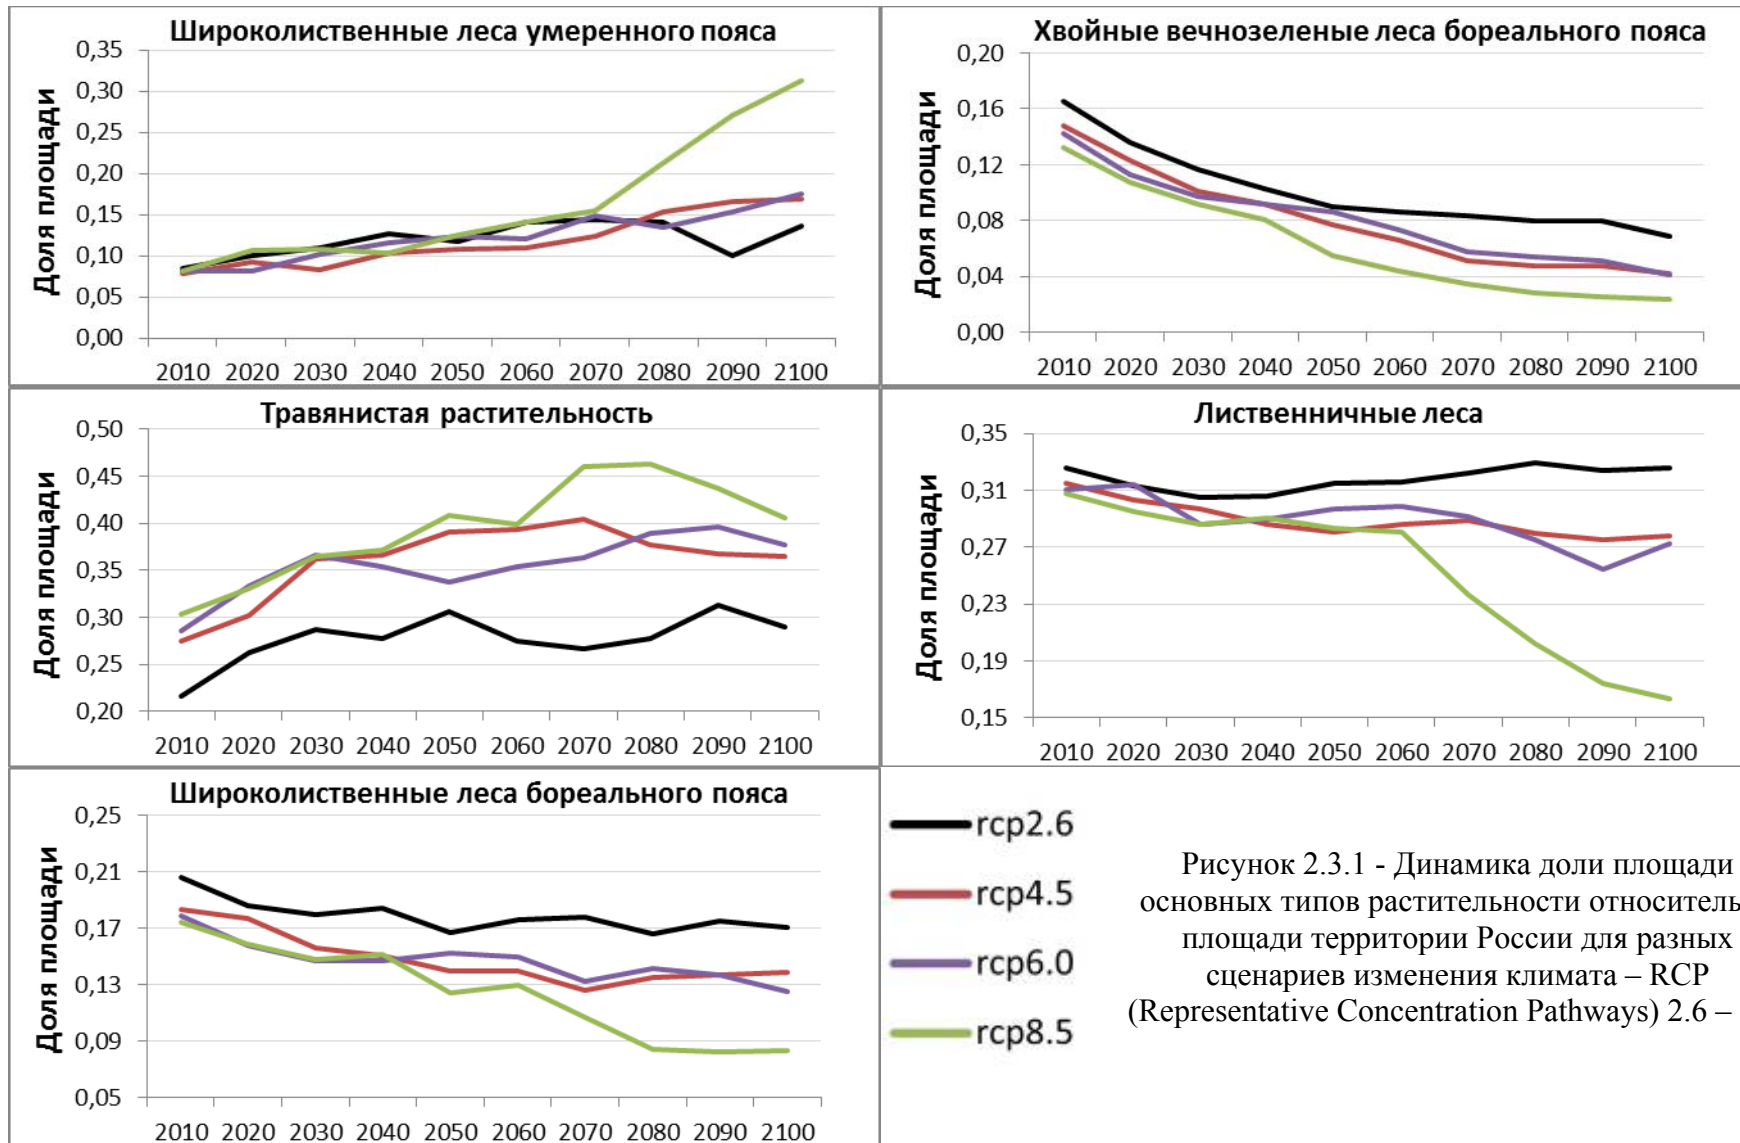 Широколиственные леса умеренного пояса
Доля площади
0,35
0,30
0,25
0,20
0,15
0,10
0,05
0,00
2010 2020 2030 2040 2050 2060 2070 2080 2090 2100
Хвойные вечнозеленые леса бореального пояса
Доля площади
0,20
0,16
0,12
0,08
0,04
0,00
2010 2020 2030 2040 2050 2060 2070 2080 2090 2100
Травянистая растительность
Доля площади
0,50
0,45
0,40
0,35
0,30
0,25
0,20
2010 2020 2030 2040 2050 2060 2070 2080 2090 2100
Лиственничные леса
Доля площади
0,35
0,31
0,27
0,23
0,19
0,15
2010 2020 2030 2040 2050 2060 2070 2080 2090 2100
Широколиственные леса бореального пояса
Доля площади
0,25
0,21
0,17
0,13
0,09
0,05
2010 2020 2030 2040 2050 2060 2070 2080 2090 2100
rcp2.6
rcp4.5
rcp6.0
rcp8.5
Рисунок 2.3.1 - Динамика доли площади
основных типов растительности относитель
площади территории России для разных
сценариев изменения климата – RCP
(Representative Concentration Pathways) 2.6 –